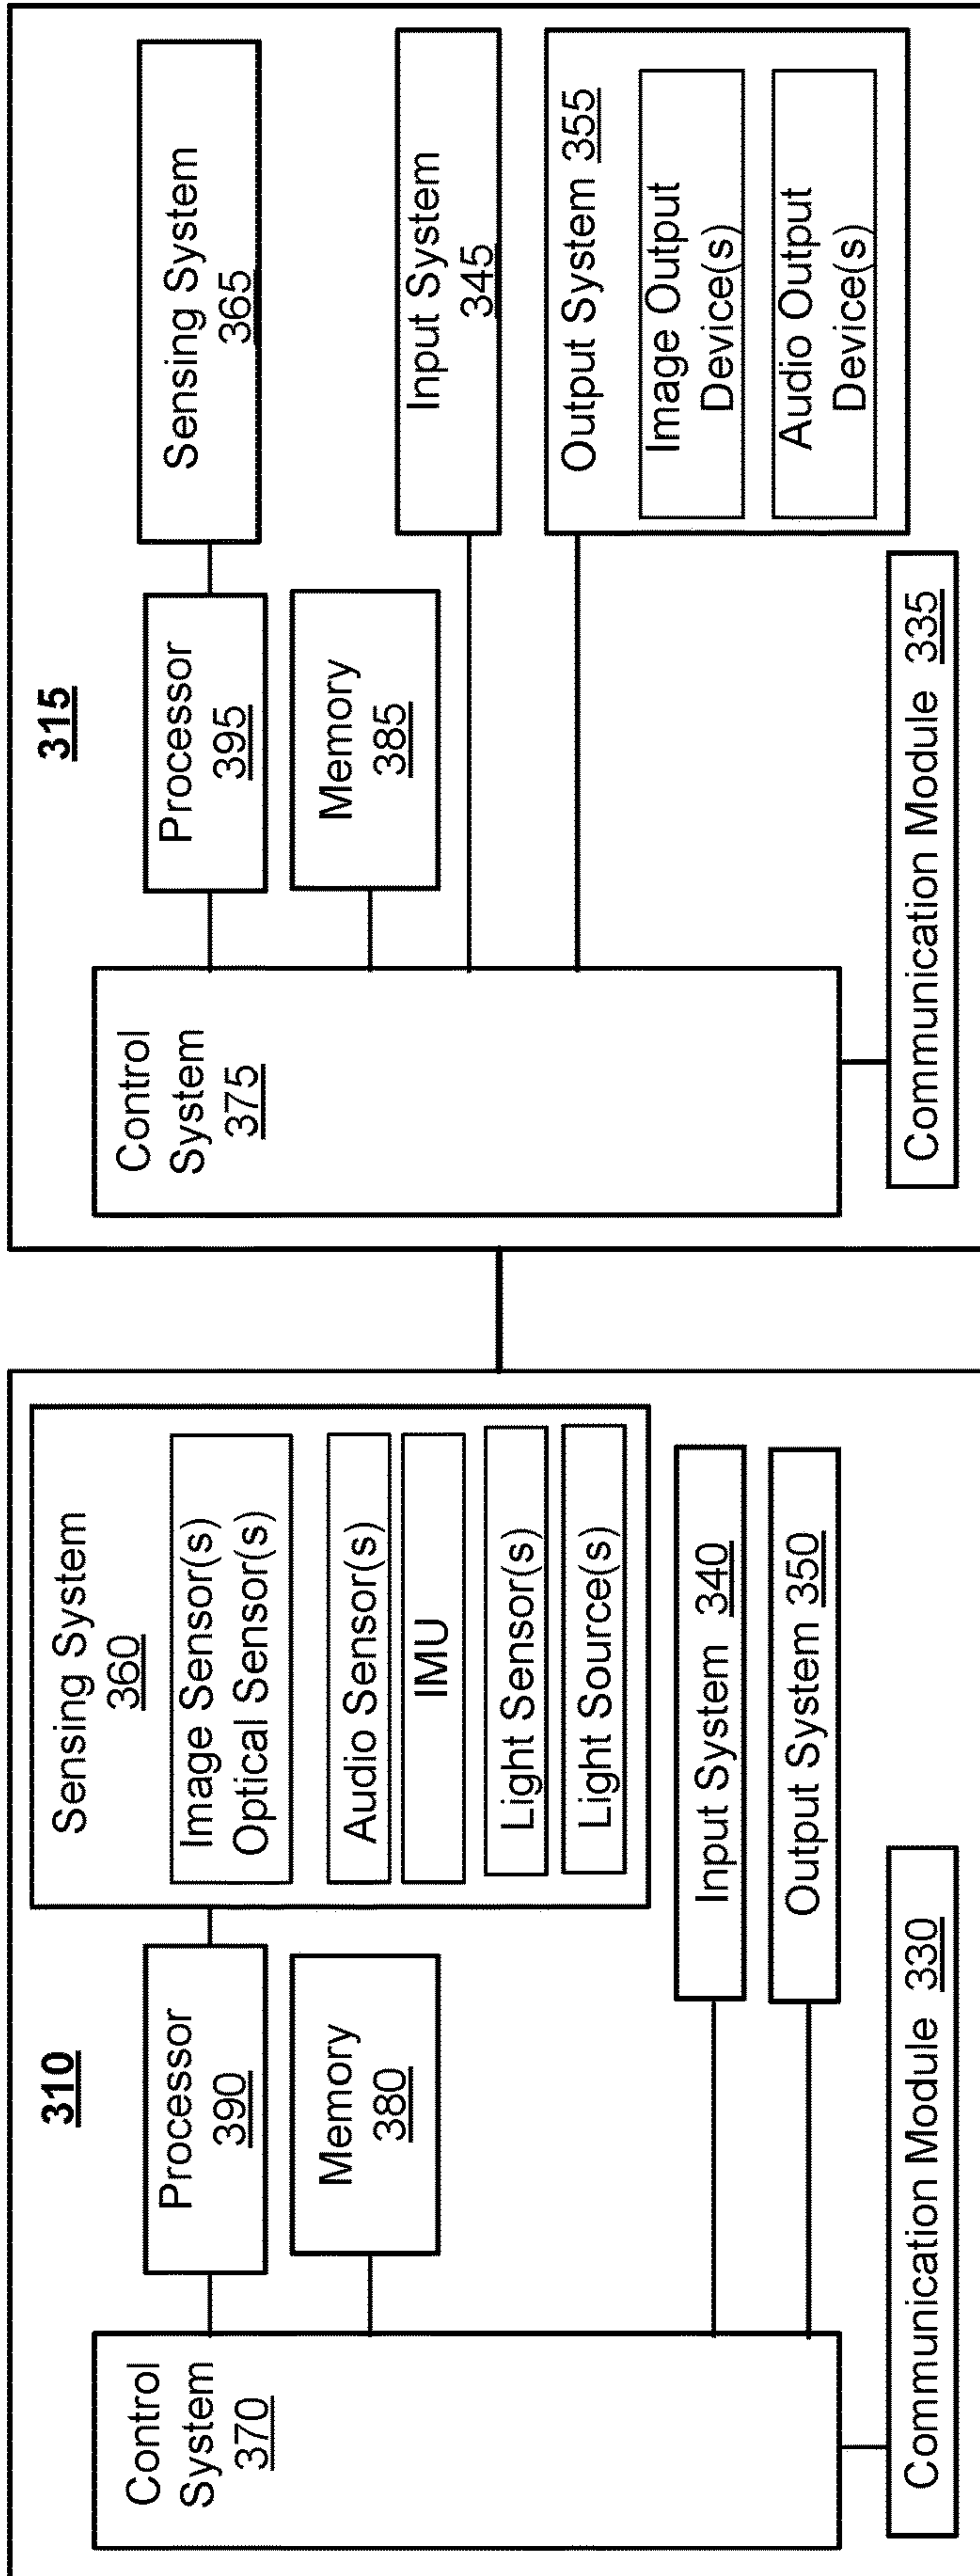 310
Control
System
370
Processor
390
Memory
380
Sensing System
360
Image Sensor(s)
Optical Sensor(s)
Audio Sensor(s)
IMU
Light Sensor(s)
Light Source(s)
Input System 340
Output System 350
Communication Module 330
315
Control
System
375
Processor
395
Memory
385
Sensing System
365
Input System
345
Output System 355
Image Output
Device(s)
Audio Output
Device(s)
Communication Module 335